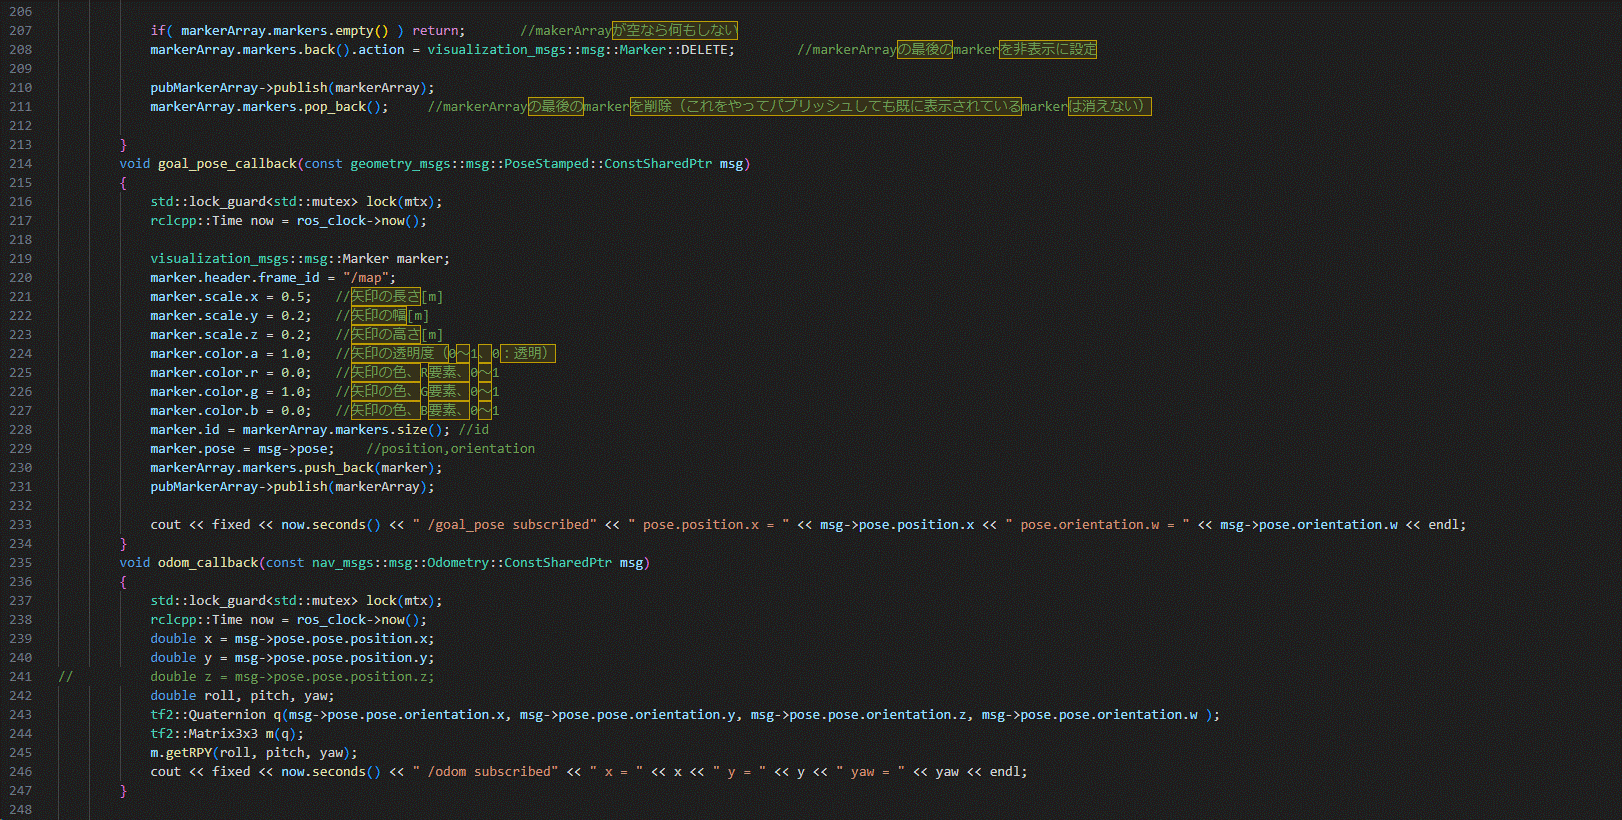 206
207 if( markerArray.markers.empty() ) return; //makerArrayが空なら何もしない
208 markerArray.markers.back().action = visualization_msgs::msg::Marker::DELETE; //markerArrayの最後のmarkerを非表示に設定
209
210 pubMarkerArray->publish(markerArray);
211 markerArray.markers.pop_back(); //markerArrayの最後のmarkerを削除（これをやってパブリッシュしても既に表示されているmarkerは消えない）
212
213 }
214 void goal_pose_callback(const geometry_msgs::msg::PoseStamped::ConstSharedPtr msg)
215 {
216 std::lock_guard<std::mutex> lock(mtx);
217 rclcpp::Time now = ros_clock->now();
218
219 visualization_msgs::msg::Marker marker;
220 marker.header.frame_id = "/map";
221 marker.scale.x = 0.5; //矢印の長さ[m]
222 marker.scale.y = 0.2; //矢印の幅[m]
223 marker.scale.z = 0.2; //矢印の高さ[m]
224 marker.color.a = 1.0; //矢印の透明度（0～1、0：透明）
225 marker.color.r = 0.0; //矢印の色、R要素、0～1
226 marker.color.g = 1.0; //矢印の色、G要素、0～1
227 marker.color.b = 0.0; //矢印の色、B要素、0～1
228 marker.id = markerArray.markers.size(); //id
229 marker.pose = msg->pose; //position,orientation
230 markerArray.markers.push_back(marker);
231 pubMarkerArray->publish(markerArray);
232
233 cout << fixed << now.seconds() << " /goal_pose subscribed" << " pose.position.x = " << msg->pose.position.x << " pose.orientation.w = " << msg->pose.orientation.w << endl;
234 }
235 void odom_callback(const nav_msgs::msg::Odometry::ConstSharedPtr msg)
236 {
237 std::lock_guard<std::mutex> lock(mtx);
238 rclcpp::Time now = ros_clock->now();
239 double x = msg->pose.pose.position.x;
240 double y = msg->pose.pose.position.y;
241 // double z = msg->pose.pose.position.z;
242 double roll, pitch, yaw;
243 tf2::Quaternion q(msg->pose.pose.orientation.x, msg->pose.pose.orientation.y, msg->pose.pose.orientation.z, msg->pose.pose.orientation.w );
244 tf2::Matrix3x3 m(q);
245 m.getRPY(roll, pitch, yaw);
246 cout << fixed << now.seconds() << " /odom subscribed" << " x = " << x << " y = " << y << " yaw = " << yaw << endl;
247 }
248